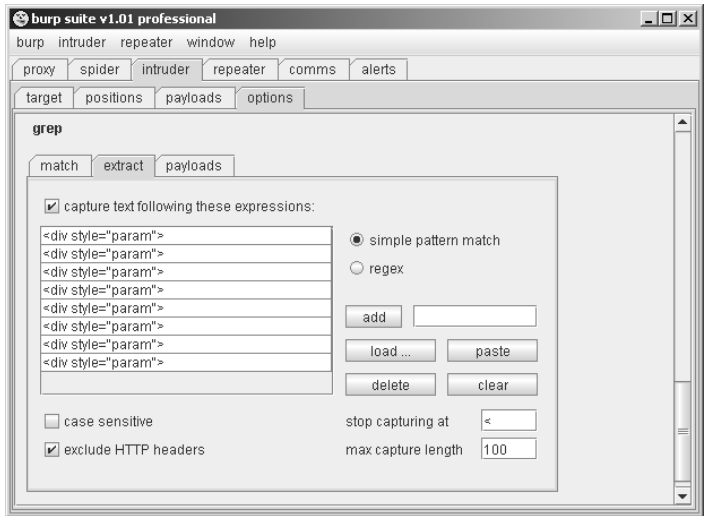 burp suite v1.01 professional
burp intruder repeater window help
proxy spider intruder repeater comms alerts
target positions payloads options
grep
match extract payloads
capture text following these expressions:
<div style="param">
<div style="param">
<div style="param">
<div style="param">
<div style="param">
<div style="param">
<div style="param">
<div style="param">
simple pattern match
regex
add
load ... paste
delete clear
case sensitive
exclude HTTP headers
stop capturing at <
max capture length 100